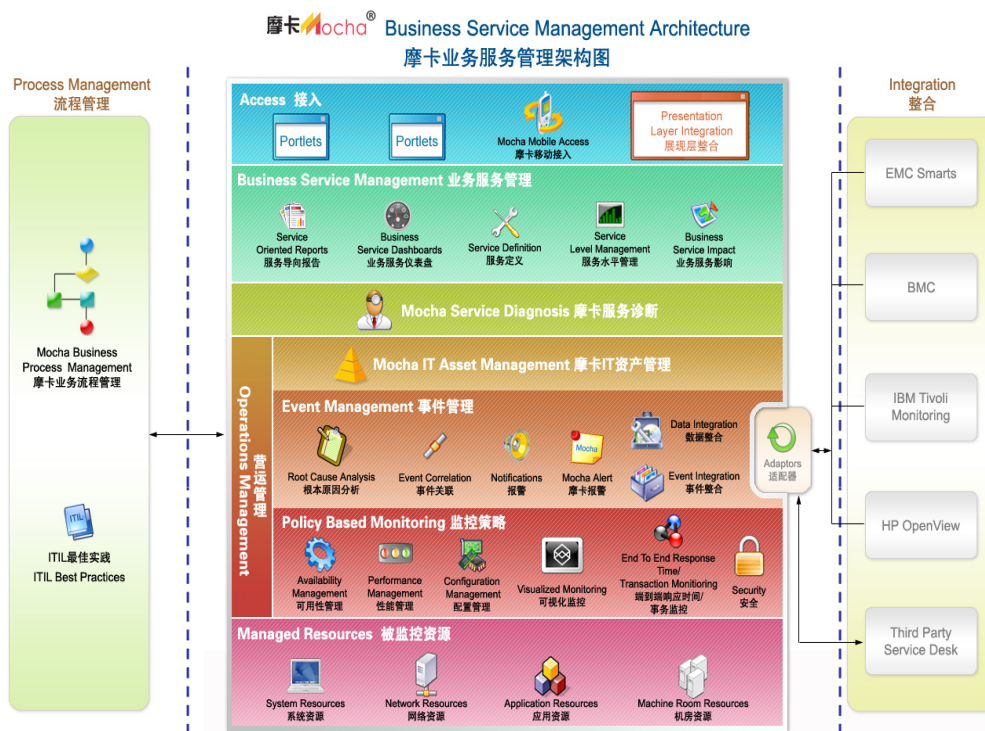 摩卡Mocha® Business Service Management Architecture
摩卡业务服务管理架构图
Process Management
流程管理
Mocha Business
Process Management
摩卡业务流程管理
ITIL
ITIL最佳实践
ITIL Best Practices
Access 接入
Portlets
Portlets
Mocha Mobile Access
摩卡移动接入
Presentation
Layer Integration
展现层整合
Business Service Management 业务服务管理
Service
Oriented Reports
服务导向报告
Business
Service Dashboards
业务服务仪表盘
Service Definition
服务定义
Service
Level Management
服务水平管理
Business
Service Impact
业务服务影响
Mocha Service Diagnosis 摩卡服务诊断
Operations Management
营运管理
Mocha IT Asset Management 摩卡IT资产管理
Event Management 事件管理
Root Cause Analysis
根本原因分析
Event Correlation
事件关联
Notifications
报警
Mocha
Mocha Alert
摩卡报警
Data Integration
数据整合
Event Integration
事件整合
Policy Based Monitoring 监控策略
Availability
Management
可用性管理
Performance
Management
性能管理
Configuration
Management
配置管理
Visualized Monitoring
可视化监控
End To End Response
Time/
Transaction Monitoring
端到端响应时间/
事务监控
Security
安全
Managed Resources 被监控资源
System Resources
系统资源
Network Resources
网络资源
Application Resources
应用资源
Machine Room Resources
机房资源
Adaptors
适配器
Integration
整合
EMC Smarts
BMC
IBM Tivoli
Monitoring
HP OpenView
Third Party
Service Desk